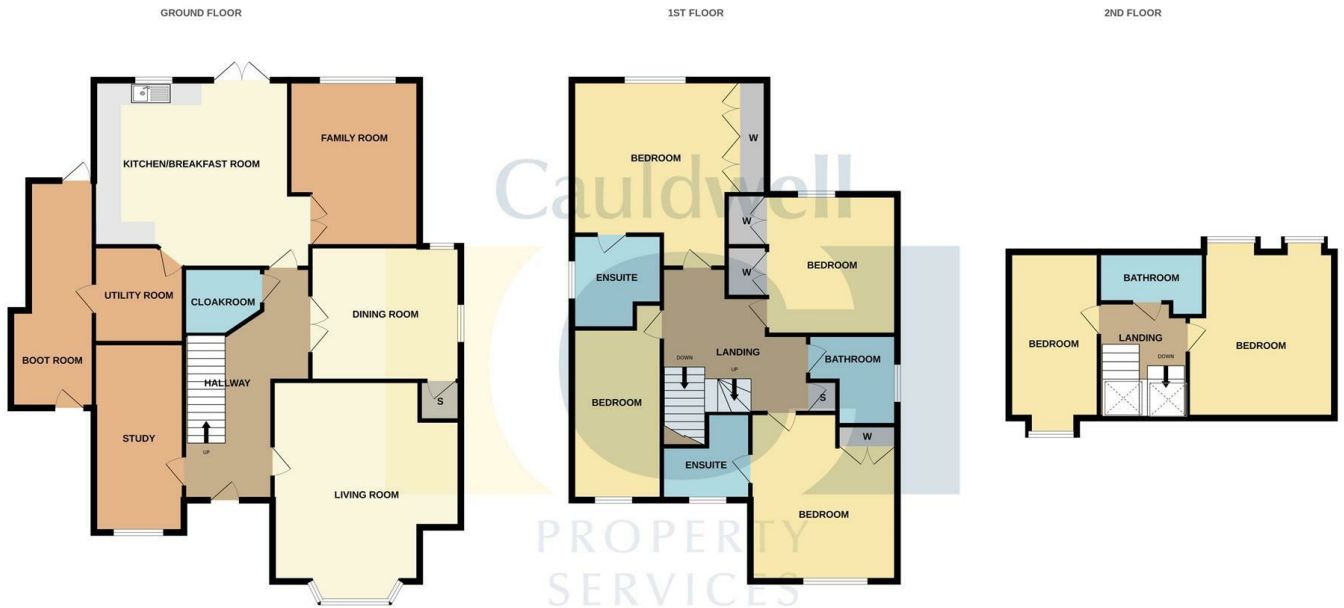 GROUND FLOOR
KITCHEN/BREAKFAST ROOM
FAMILY ROOM
UTILITY ROOM
CLOAKROOM
DINING ROOM
BOOT ROOM
HALLWAY
S
STUDY
UP
LIVING ROOM
1ST FLOOR
BEDROOM
W
W
BEDROOM
W
ENSUITE
LANDING
BATHROOM
DOWN
UP
BEDROOM
S
W
ENSUITE
BEDROOM
2ND FLOOR
BATHROOM
LANDING
BEDROOM
BEDROOM
DOWN
Cauldwell
PROPERTY
SERVICES